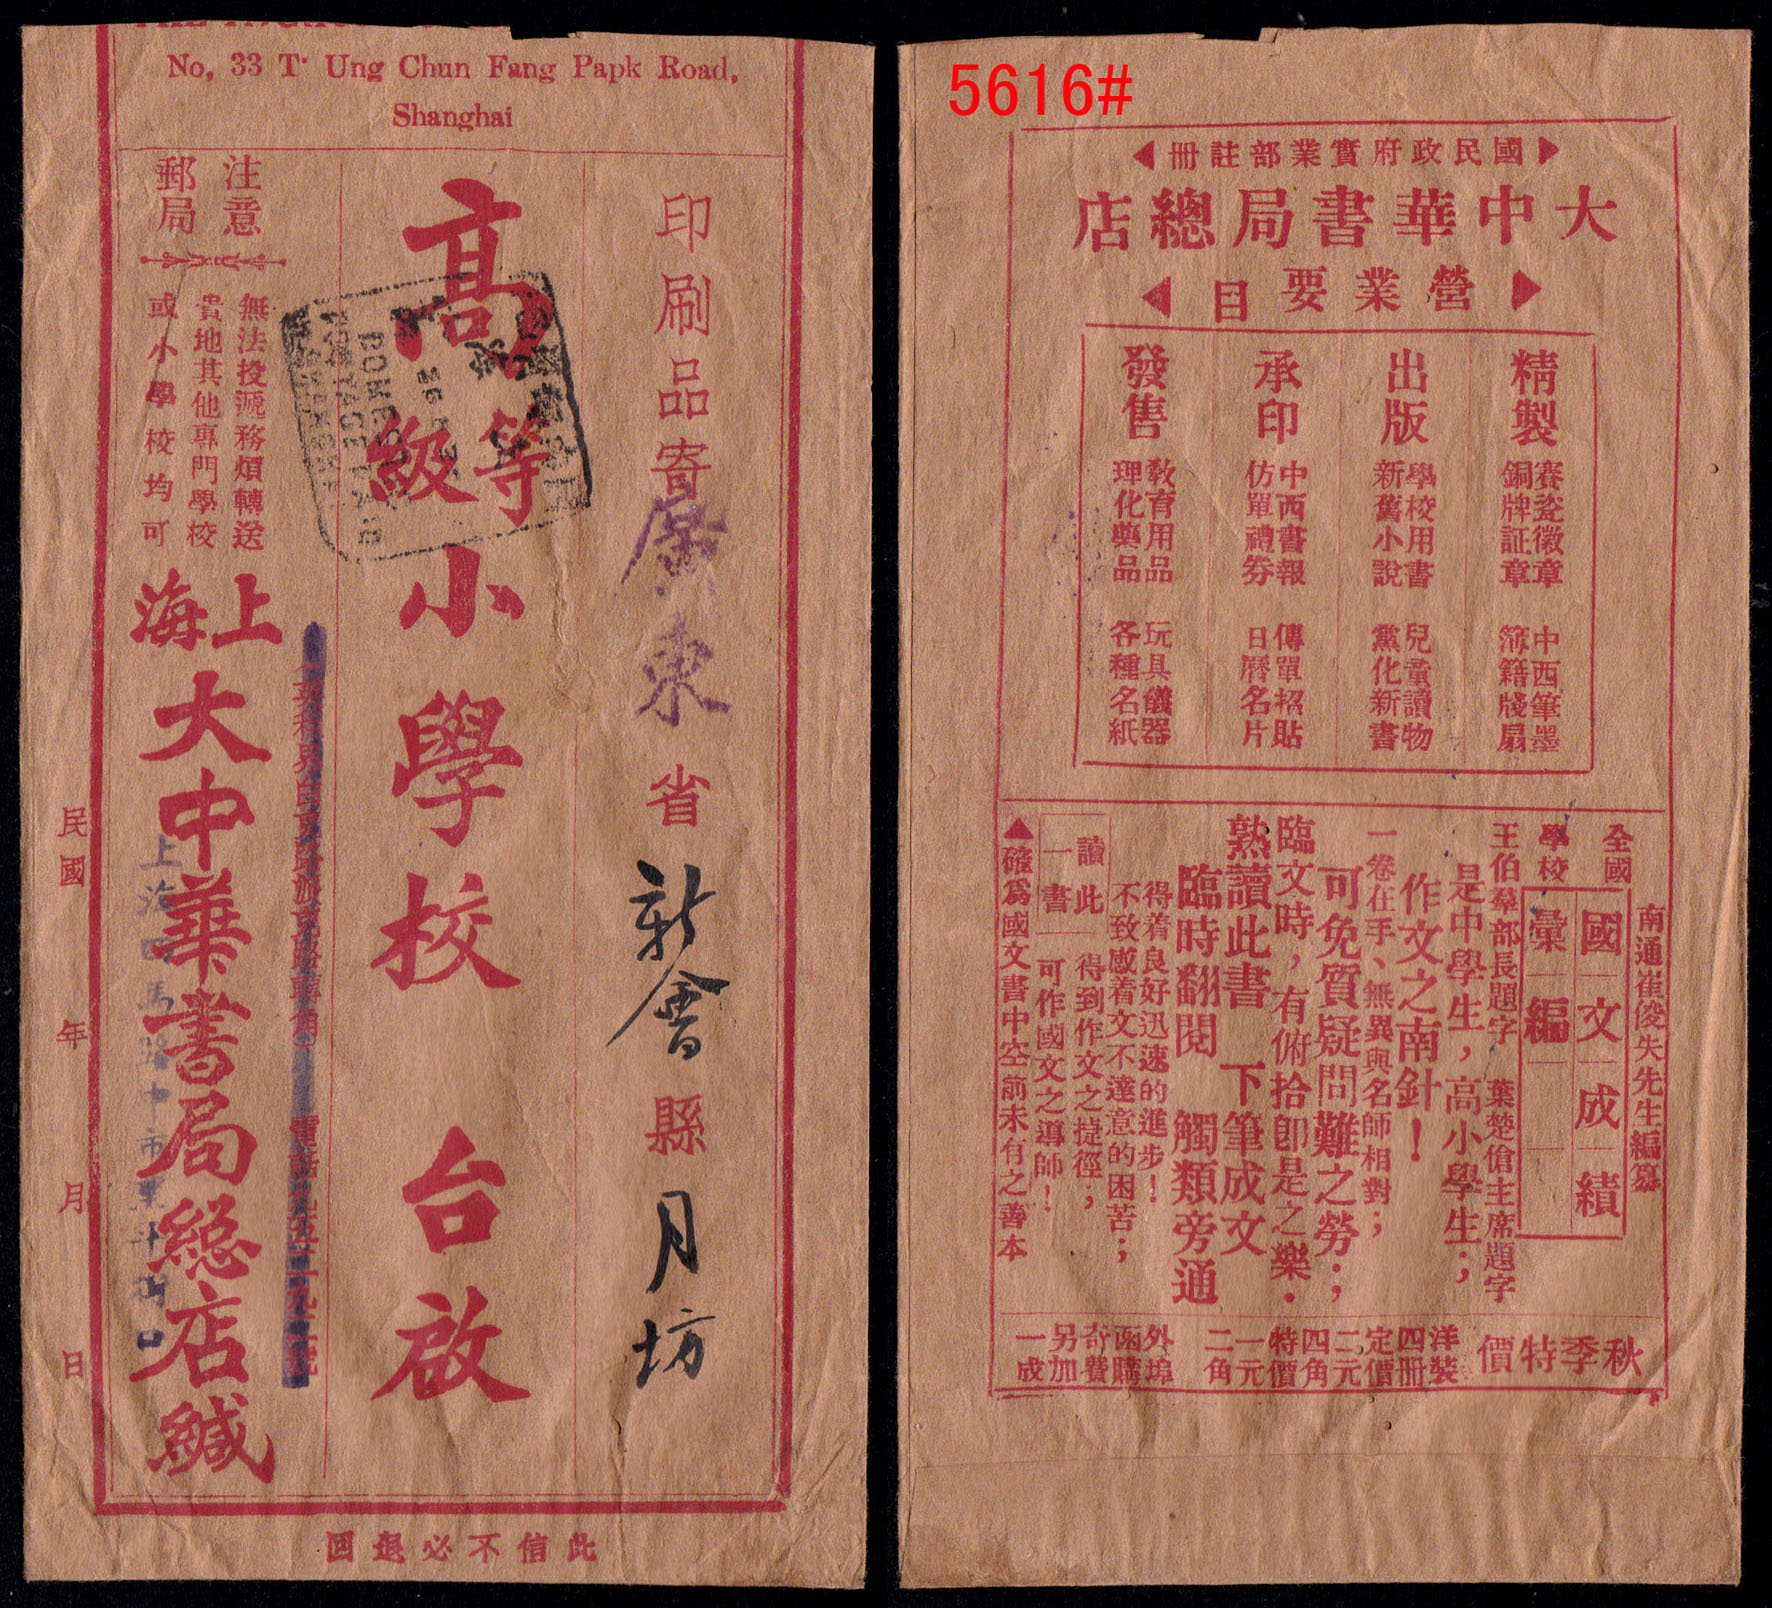 No, 33 T' Ung Chun Fang Papk Road,
Shanghai
印刷品寄廣東省新會縣月坊
高等級小學校台啟
注意
郵局
無法投遞務煩轉送
貴地其他專門學校
或小學校均可
上海大中華書局總店緘
民國年月日
此信不必退回
5616#
國民政府實業部註冊
大中華書局總店
營業要目
精製
賽瓷徽章
銅牌証章
中西筆墨
簿籍牋扇
出版
學校用書
新舊小說
兒童讀物
黨化新書
承印
中西書報
仿單禮券
傳單招貼
日曆名片
發售
教育用品
理化藥品
玩具儀器
各種名紙
南通崔俊夫先生編纂
全國
學校
國文成績
彙編
王伯羣部長題字 葉楚傖主席題字
是中學生，高小學生；
作文之南針！
一卷在手、無異與名師相對；
可免質疑問難之勞；
臨文時，有俯拾卽是之樂．
熟讀此書 下筆成文
臨時翻閱 觸類旁通
得着良好迅速的進步！
不致感着文不達意的困苦；
讀此一書
得到作文之捷徑；
可作國文之導師！
▲確爲國文書中空前未有之善本
秋季特價
洋裝四冊
定價二元四角
特價一元二角
外埠函購
寄費另加一成